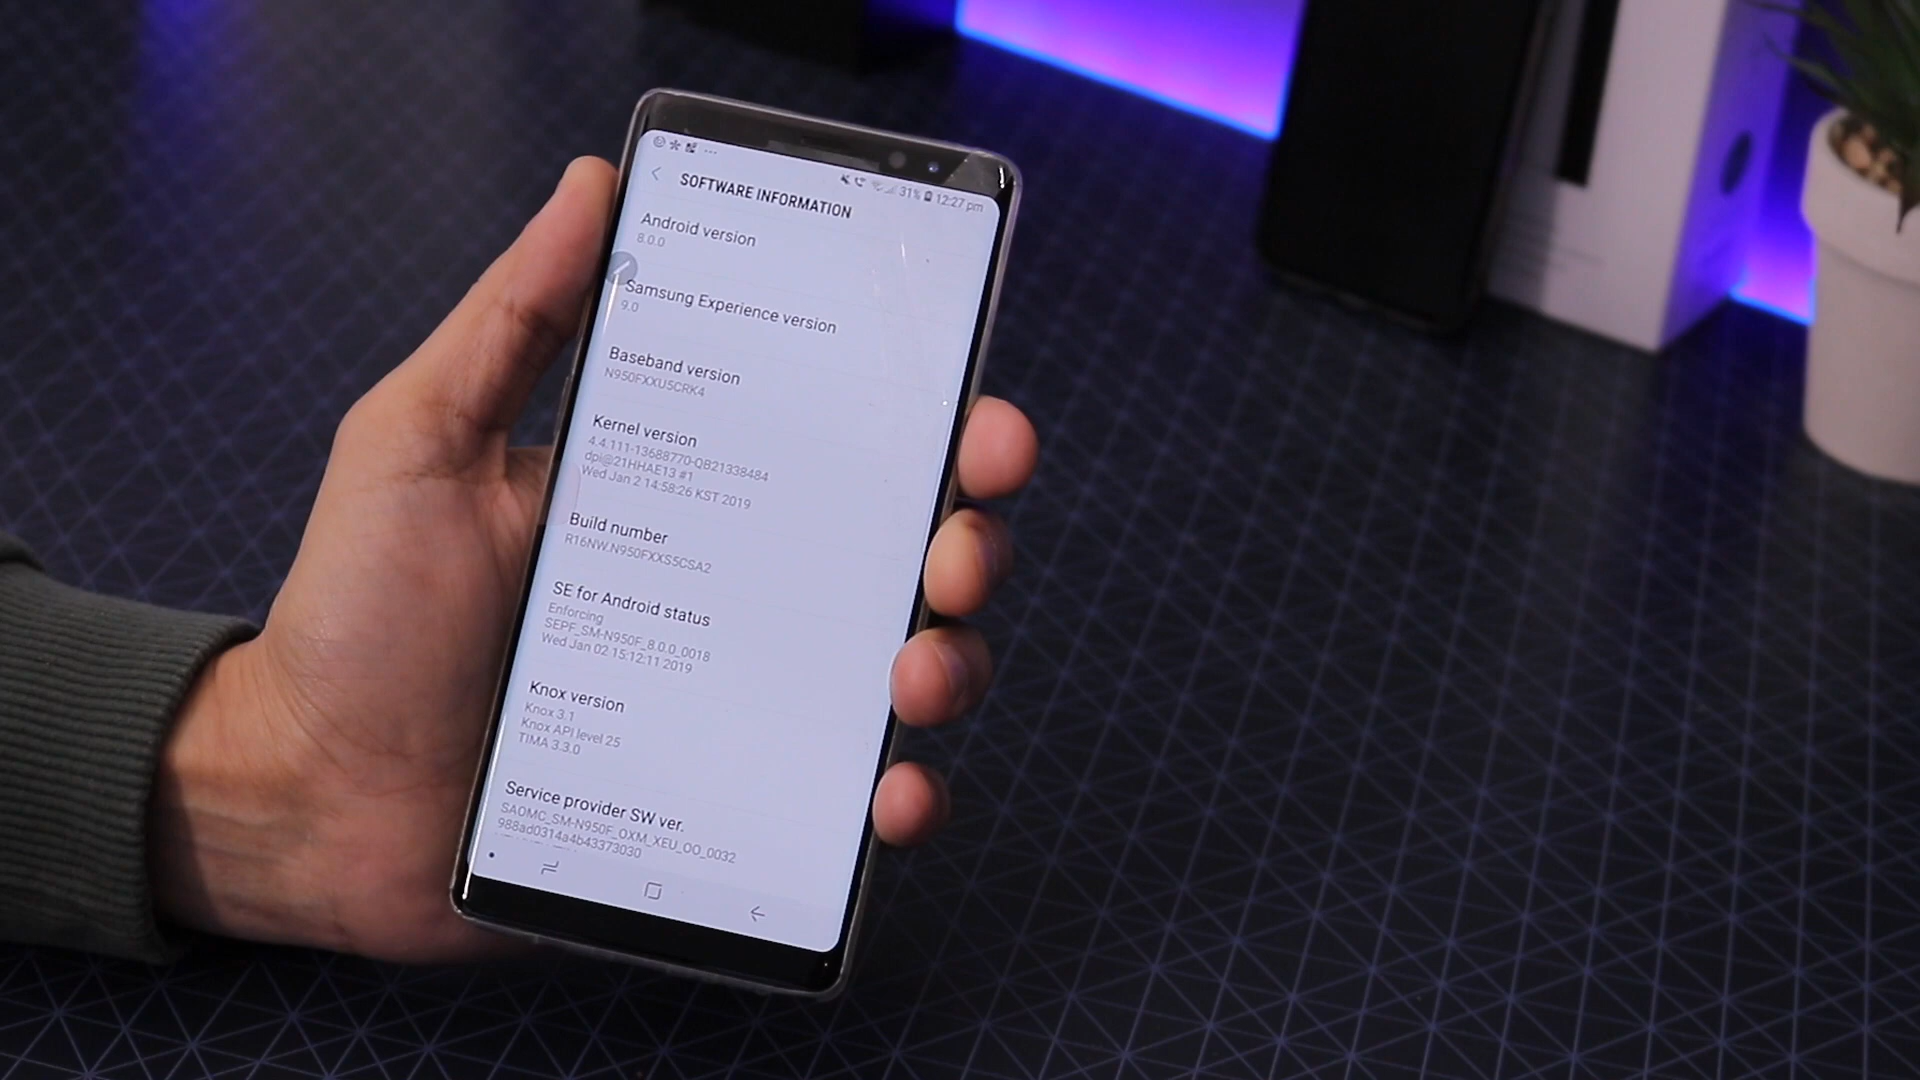 31% 12:27 pm
SOFTWARE INFORMATION
Android version
8.0.0
Samsung Experience version
9.0
Baseband version
N950FXXU5CRK4
Kernel version
4.4.111-13688770-QB21338484
dpi@21HHAE13 #1
Wed Jan 2 14:58:26 KST 2019
Build number
R16NW.N950FXXS5CSA2
SE for Android status
Enforcing
SEPF_SM-N950F_8.0.0_0018
Wed Jan 02 15:12:11 2019
Knox version
Knox 3.1
Knox API level 25
TIMA 3.3.0
Service provider SW ver.
SAOMC_SM-N950F_OXM_XEU_OO_0032
988ad0314a4b43373030